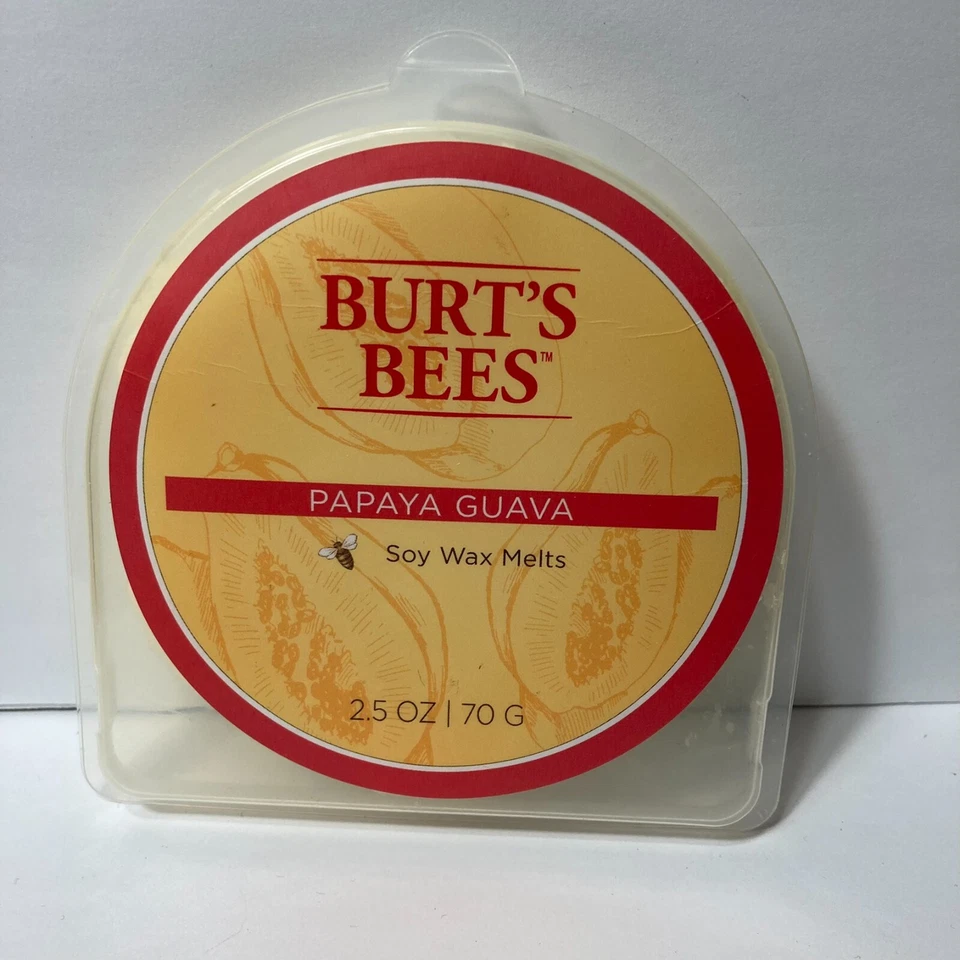 BURT'S
BEES™
PAPAYA GUAVA
Soy Wax Melts
2.5 OZ | 70 G